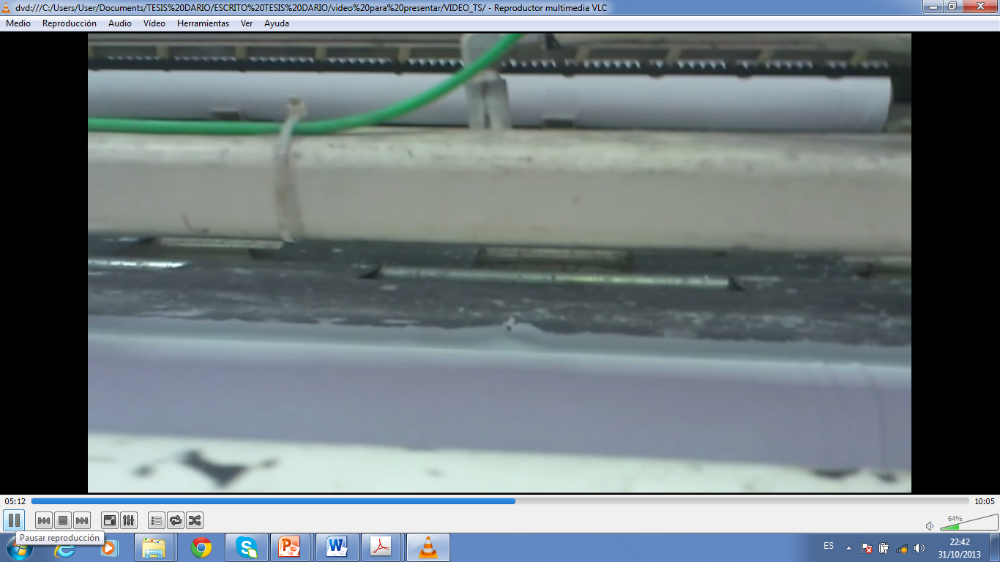 dvd:///C:/Users/User/Documents/TESIS%20DARIO/ESCRITO%20TESIS%20DARIO/video%20para%20presentar/VIDEO_TS/ - Reproductor multimedia VLC
Medio Reproducción Audio Vídeo Herramientas Ver Ayuda
05:12 10:05
64%
Pausar reproducción
ES 22:42
31/10/2013